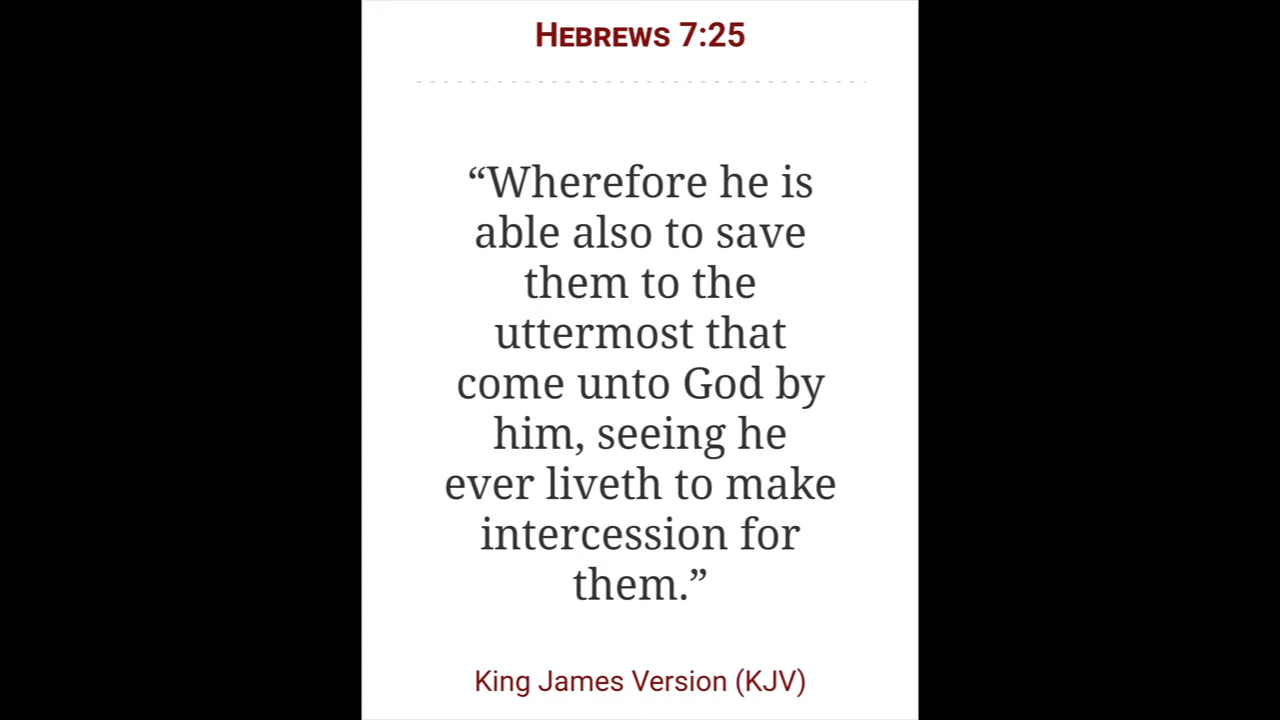 HEBREWS 7:25
“Wherefore he is
able also to save
them to the
uttermost that
come unto God by
him, seeing he
ever liveth to make
intercession for
them.”
King James Version (KJV)